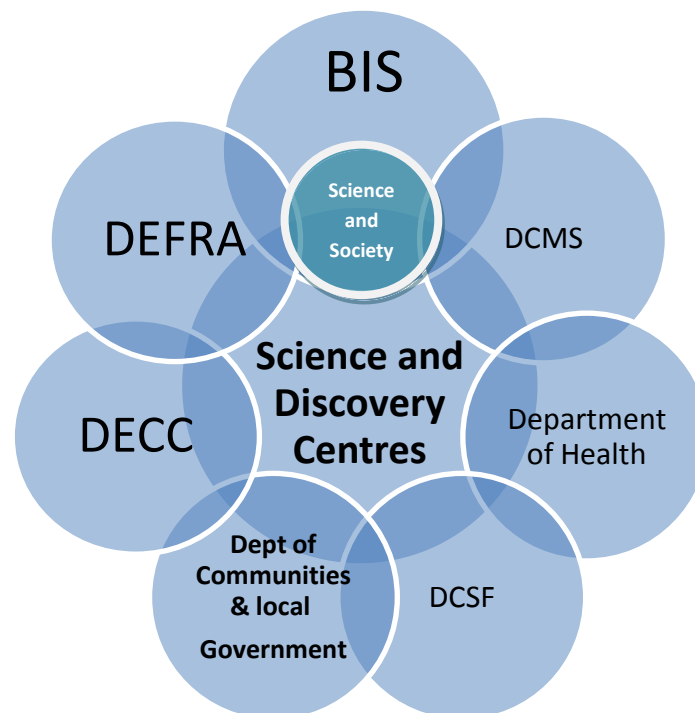 BIS
Science
and
Society
DEFRA
DCMS
Science and
Discovery
Centres
DECC
Department
of Health
Dept of
Communities
& local
Government
DCSF